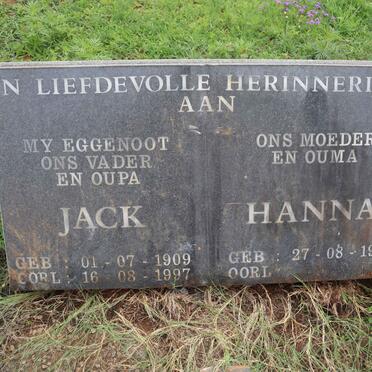 N LIEFDEVOLLE HERINNERI
AAN
MY EGGENOOT
ONS VADER
EN OUPA
JACK
GEB : 01-07-1909
OORL : 16-08-1997
ONS MOEDER
EN OUMA
HANNA
GEB : 27-08-19
OORL